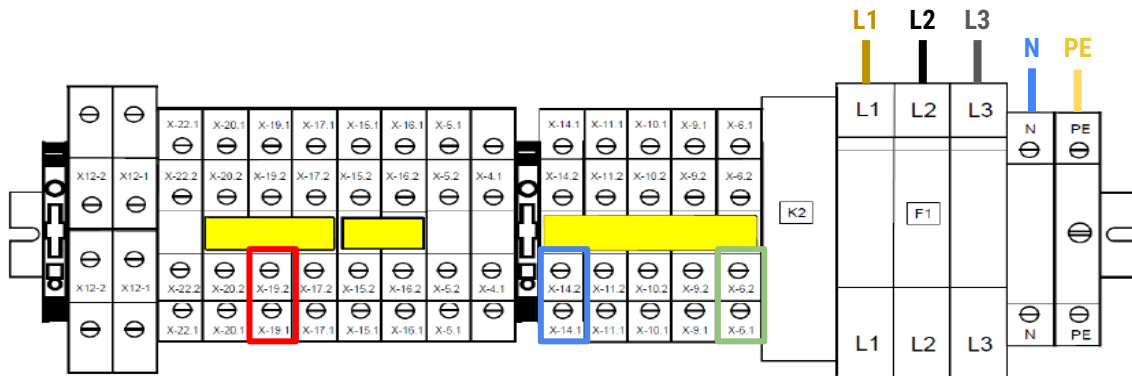 L1 L2 L3
N PE
L1 L2 L3
X-22.1 X-20.1 X-19.1 X-17.1 X-15.1 X-16.1 X-5.1 X-14.1 X-11.1 X-10.1 X-9.1 X-6.1
N PE
X12-2 X12-1 X-22.2 X-20.2 X-19.2 X-17.2 X-15.2 X-16.2 X-5.2 X-4.1 X-14.2 X-11.2 X-10.2 X-9.2 X-6.2
K2 F1
X12-2 X12-1 X-22.2 X-20.2 X-19.2 X-17.2 X-15.2 X-16.2 X-5.2 X-4.1 X-14.2 X-11.2 X-10.2 X-9.2 X-6.2
X-22.1 X-20.1 X-19.1 X-17.1 X-15.1 X-16.1 X-5.1 X-14.1 X-11.1 X-10.1 X-9.1 X-6.1
N PE
L1 L2 L3